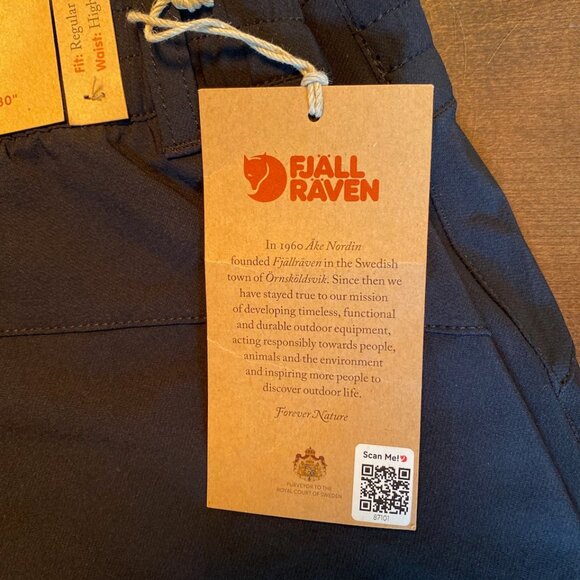 30"
Fit: Regular
Waist: High
FJÄLL
RÄVEN
In 1960 Åke Nordin
founded Fjällräven in the Swedish
town of Örnsköldsvik. Since then we
have stayed true to our mission
of developing timeless, functional
and durable outdoor equipment,
acting responsibly towards people,
animals and the environment
and inspiring more people to
discover outdoor life.
Forever Nature
PURVEYOR TO THE
ROYAL COURT OF SWEDEN
Scan Me!
87101